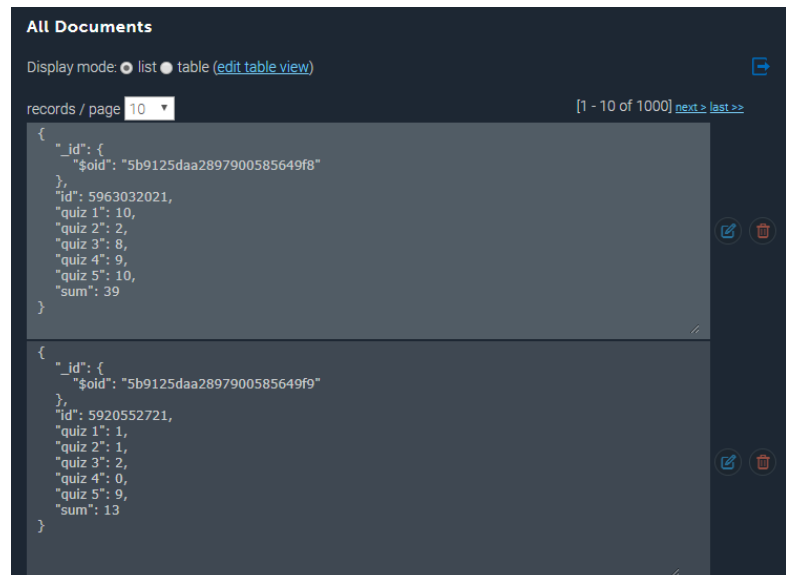 All Documents
Display mode: list table (edit table view)
records / page 10 [1 - 10 of 1000] next > last >>
{
"_id": {
"$oid": "5b9125daa2897900585649f8"
},
"id": 5963032021,
"quiz 1": 10,
"quiz 2": 2,
"quiz 3": 8,
"quiz 4": 9,
"quiz 5": 10,
"sum": 39
}
{
"_id": {
"$oid": "5b9125daa2897900585649f9"
},
"id": 5920552721,
"quiz 1": 1,
"quiz 2": 1,
"quiz 3": 2,
"quiz 4": 0,
"quiz 5": 9,
"sum": 13
}